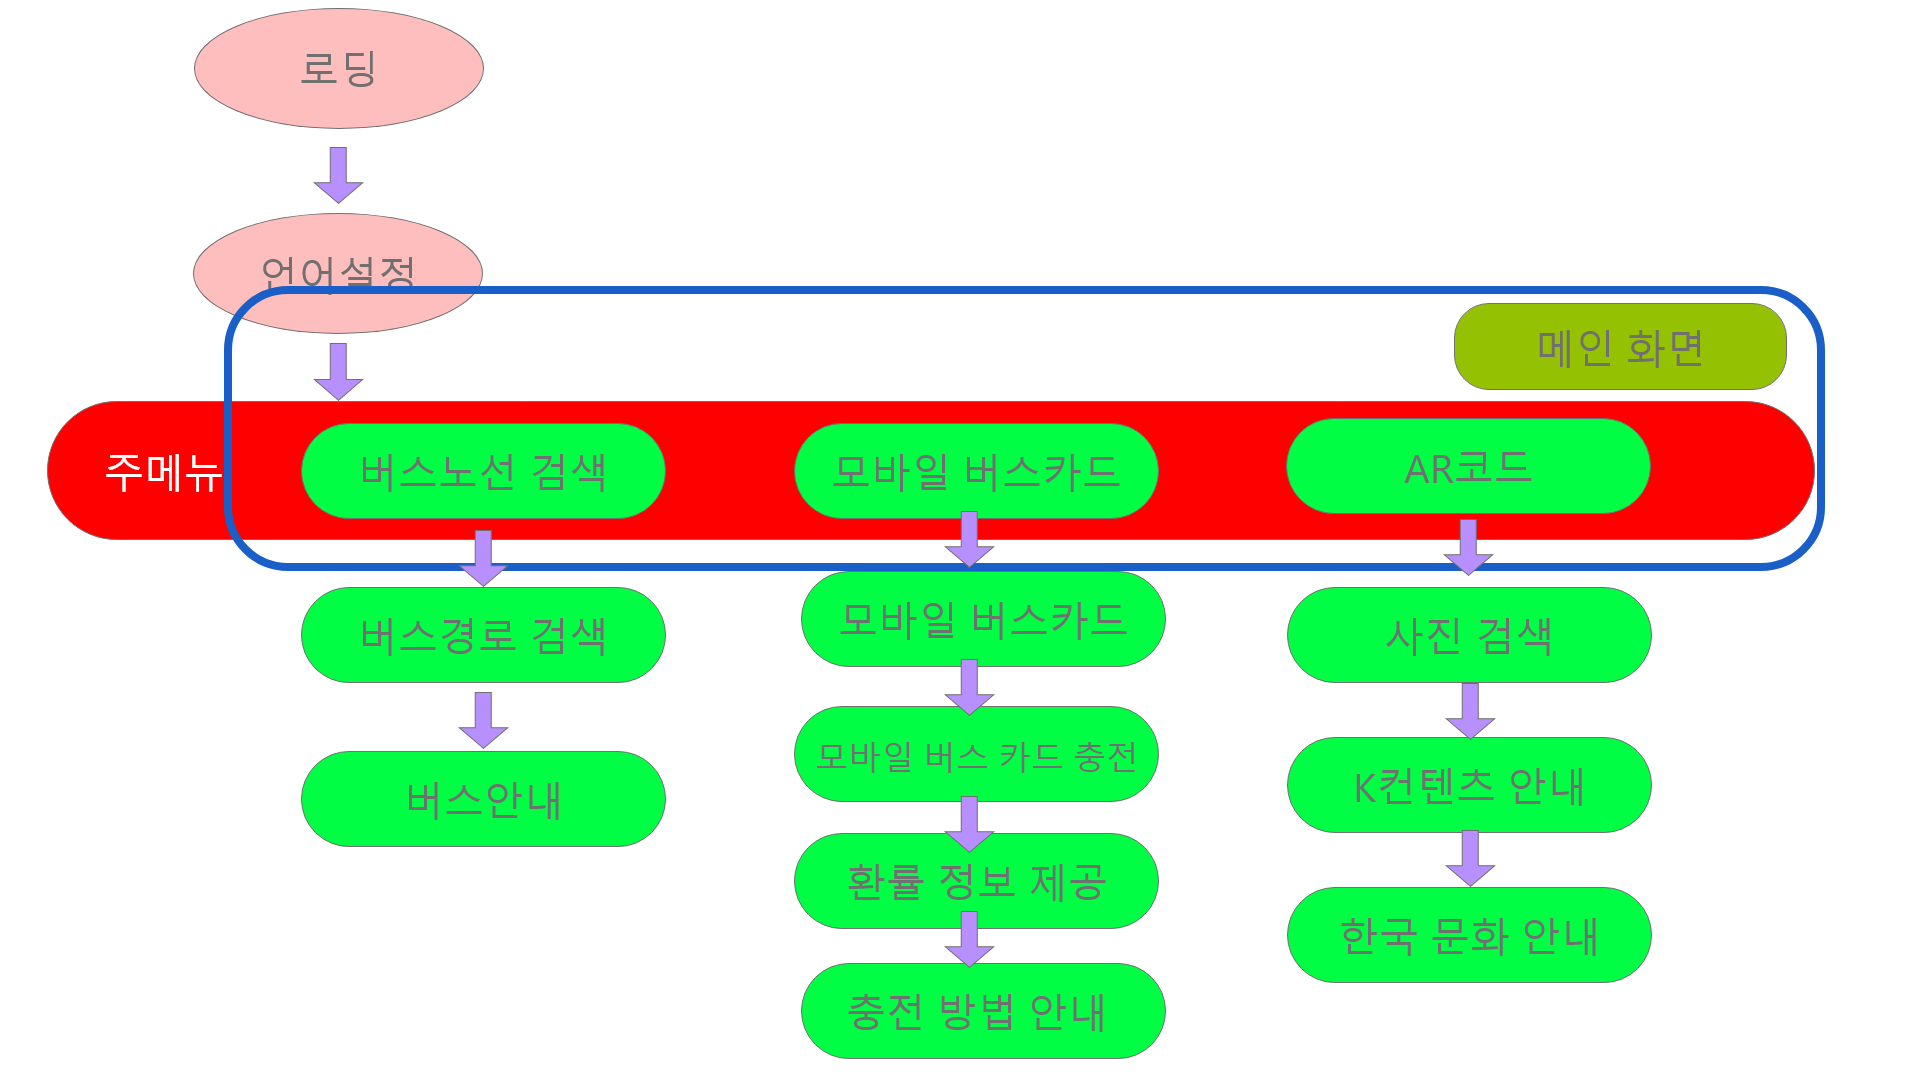 로딩
언어설정
메인 화면
주메뉴
버스노선 검색
모바일 버스카드
AR코드
버스경로 검색
모바일 버스카드
사진 검색
모바일 버스 카드 충전
K컨텐츠 안내
버스안내
환률 정보 제공
한국 문화 안내
충전 방법 안내